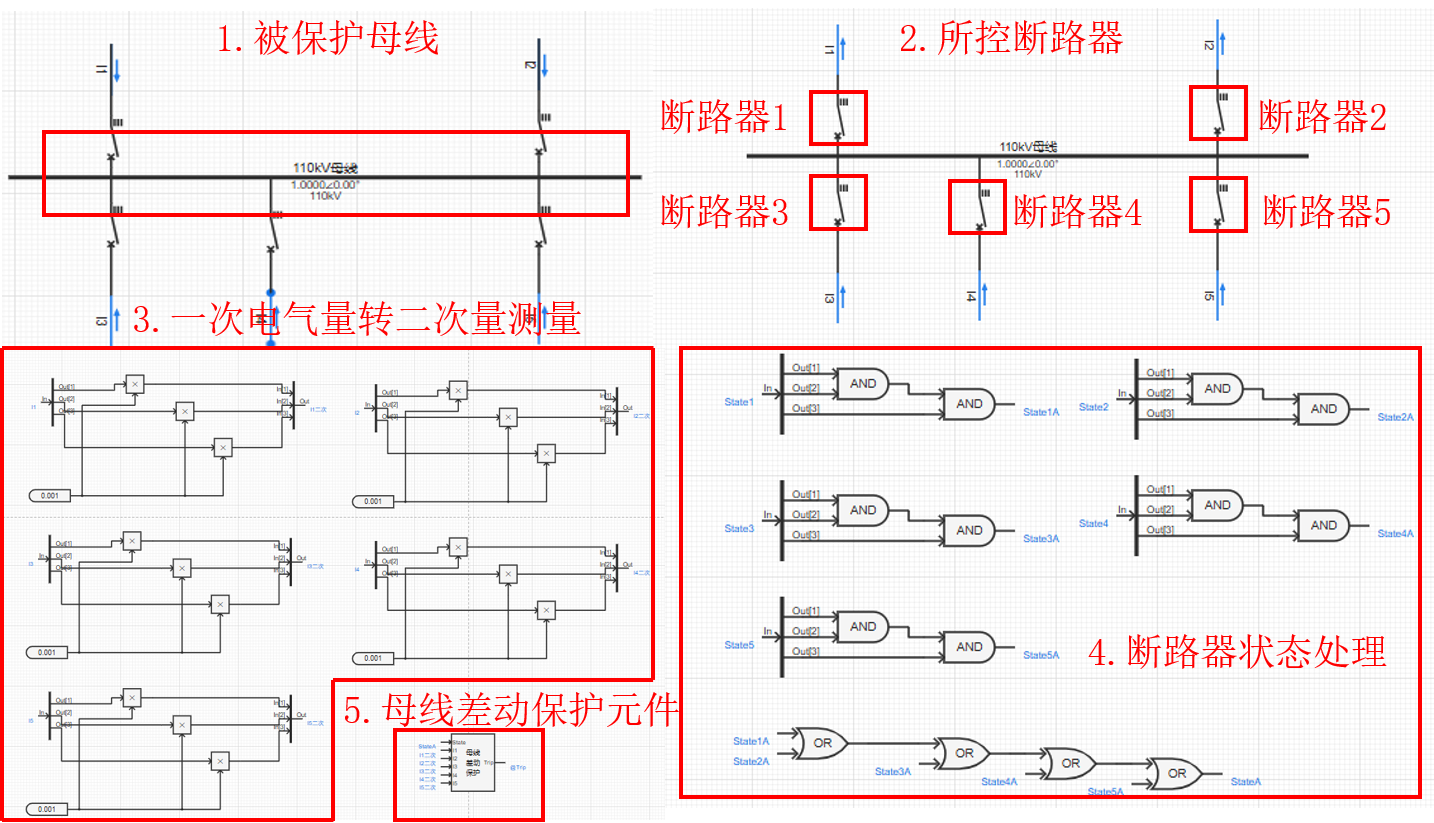 1.被保护母线
I1
I2
110kV母线
1.0000∠0.00°
110kV
I3
2.所控断路器
I1
I2
断路器1
断路器2
110kV母线
1.0000∠0.00°
110kV
断路器3
断路器4
断路器5
I3
I4
I5
3.一次电气量转二次量测量
In
Out[1]
Out[2]
Out[3]
I1
×
×
×
In[1]
In[2]
In[3]
Out
I1二次
0.001
In
Out[1]
Out[2]
Out[3]
I2
×
×
×
In[1]
In[2]
In[3]
Out
I2二次
0.001
In
Out[1]
Out[2]
Out[3]
I3
×
×
×
In[1]
In[2]
In[3]
Out
I3二次
0.001
In
Out[1]
Out[2]
Out[3]
I4
×
×
×
In[1]
In[2]
In[3]
Out
I4二次
0.001
In
Out[1]
Out[2]
Out[3]
I5
×
×
×
In[1]
In[2]
In[3]
Out
I5二次
0.001
In
State1
Out[1]
Out[2]
Out[3]
AND
AND
State1A
In
State2
Out[1]
Out[2]
Out[3]
AND
AND
State2A
In
State3
Out[1]
Out[2]
Out[3]
AND
AND
State3A
In
State4
Out[1]
Out[2]
Out[3]
AND
AND
State4A
In
State5
Out[1]
Out[2]
Out[3]
AND
AND
State5A
4.断路器状态处理
State1A
State2A
OR
State3A
OR
State4A
OR
State5A
OR
StateA
5.母线差动保护元件
StateA
I1二次
I2二次
I3二次
I4二次
I5二次
State
I1
I2
I3
I4
I5
母线
差动
保护
Trip
@Trip